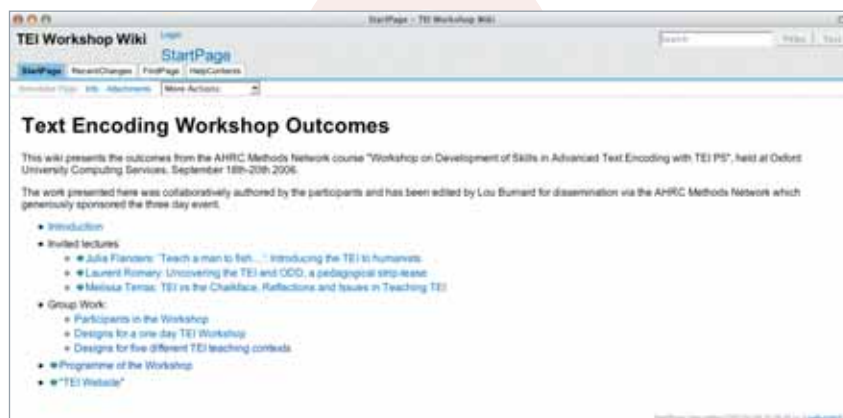 StartPage - TEI Workshop Wiki
TEI Workshop Wiki
Login
StartPage
Search
Titles
Text
StartPage RecentChanges FindPage HelpContents
Immutable Page Info Attachments More Actions:
Text Encoding Workshop Outcomes
This wiki presents the outcomes from the AHRC Methods Network course "Workshop on Development of Skills in Advanced Text Encoding with TEI P5", held at Oxford
University Computing Services, September 18th-20th 2006.
The work presented here was collaboratively authored by the participants and has been edited by Lou Burnard for dissemination via the AHRC Methods Network which
generously sponsored the three day event.
Introduction
Invited lectures
Julia Flanders: "Teach a man to fish...": Introducing the TEI to humanists
Laurent Romary: Uncovering the TEI and ODD, a pedagogical strip-tease
Melissa Terras: TEI vs the Chalkface, Reflections and Issues in Teaching TEI
Group Work:
Participants in the Workshop
Designs for a one day TEI Workshop
Designs for five different TEI teaching contexts
Programme of the Workshop
"TEI Website"